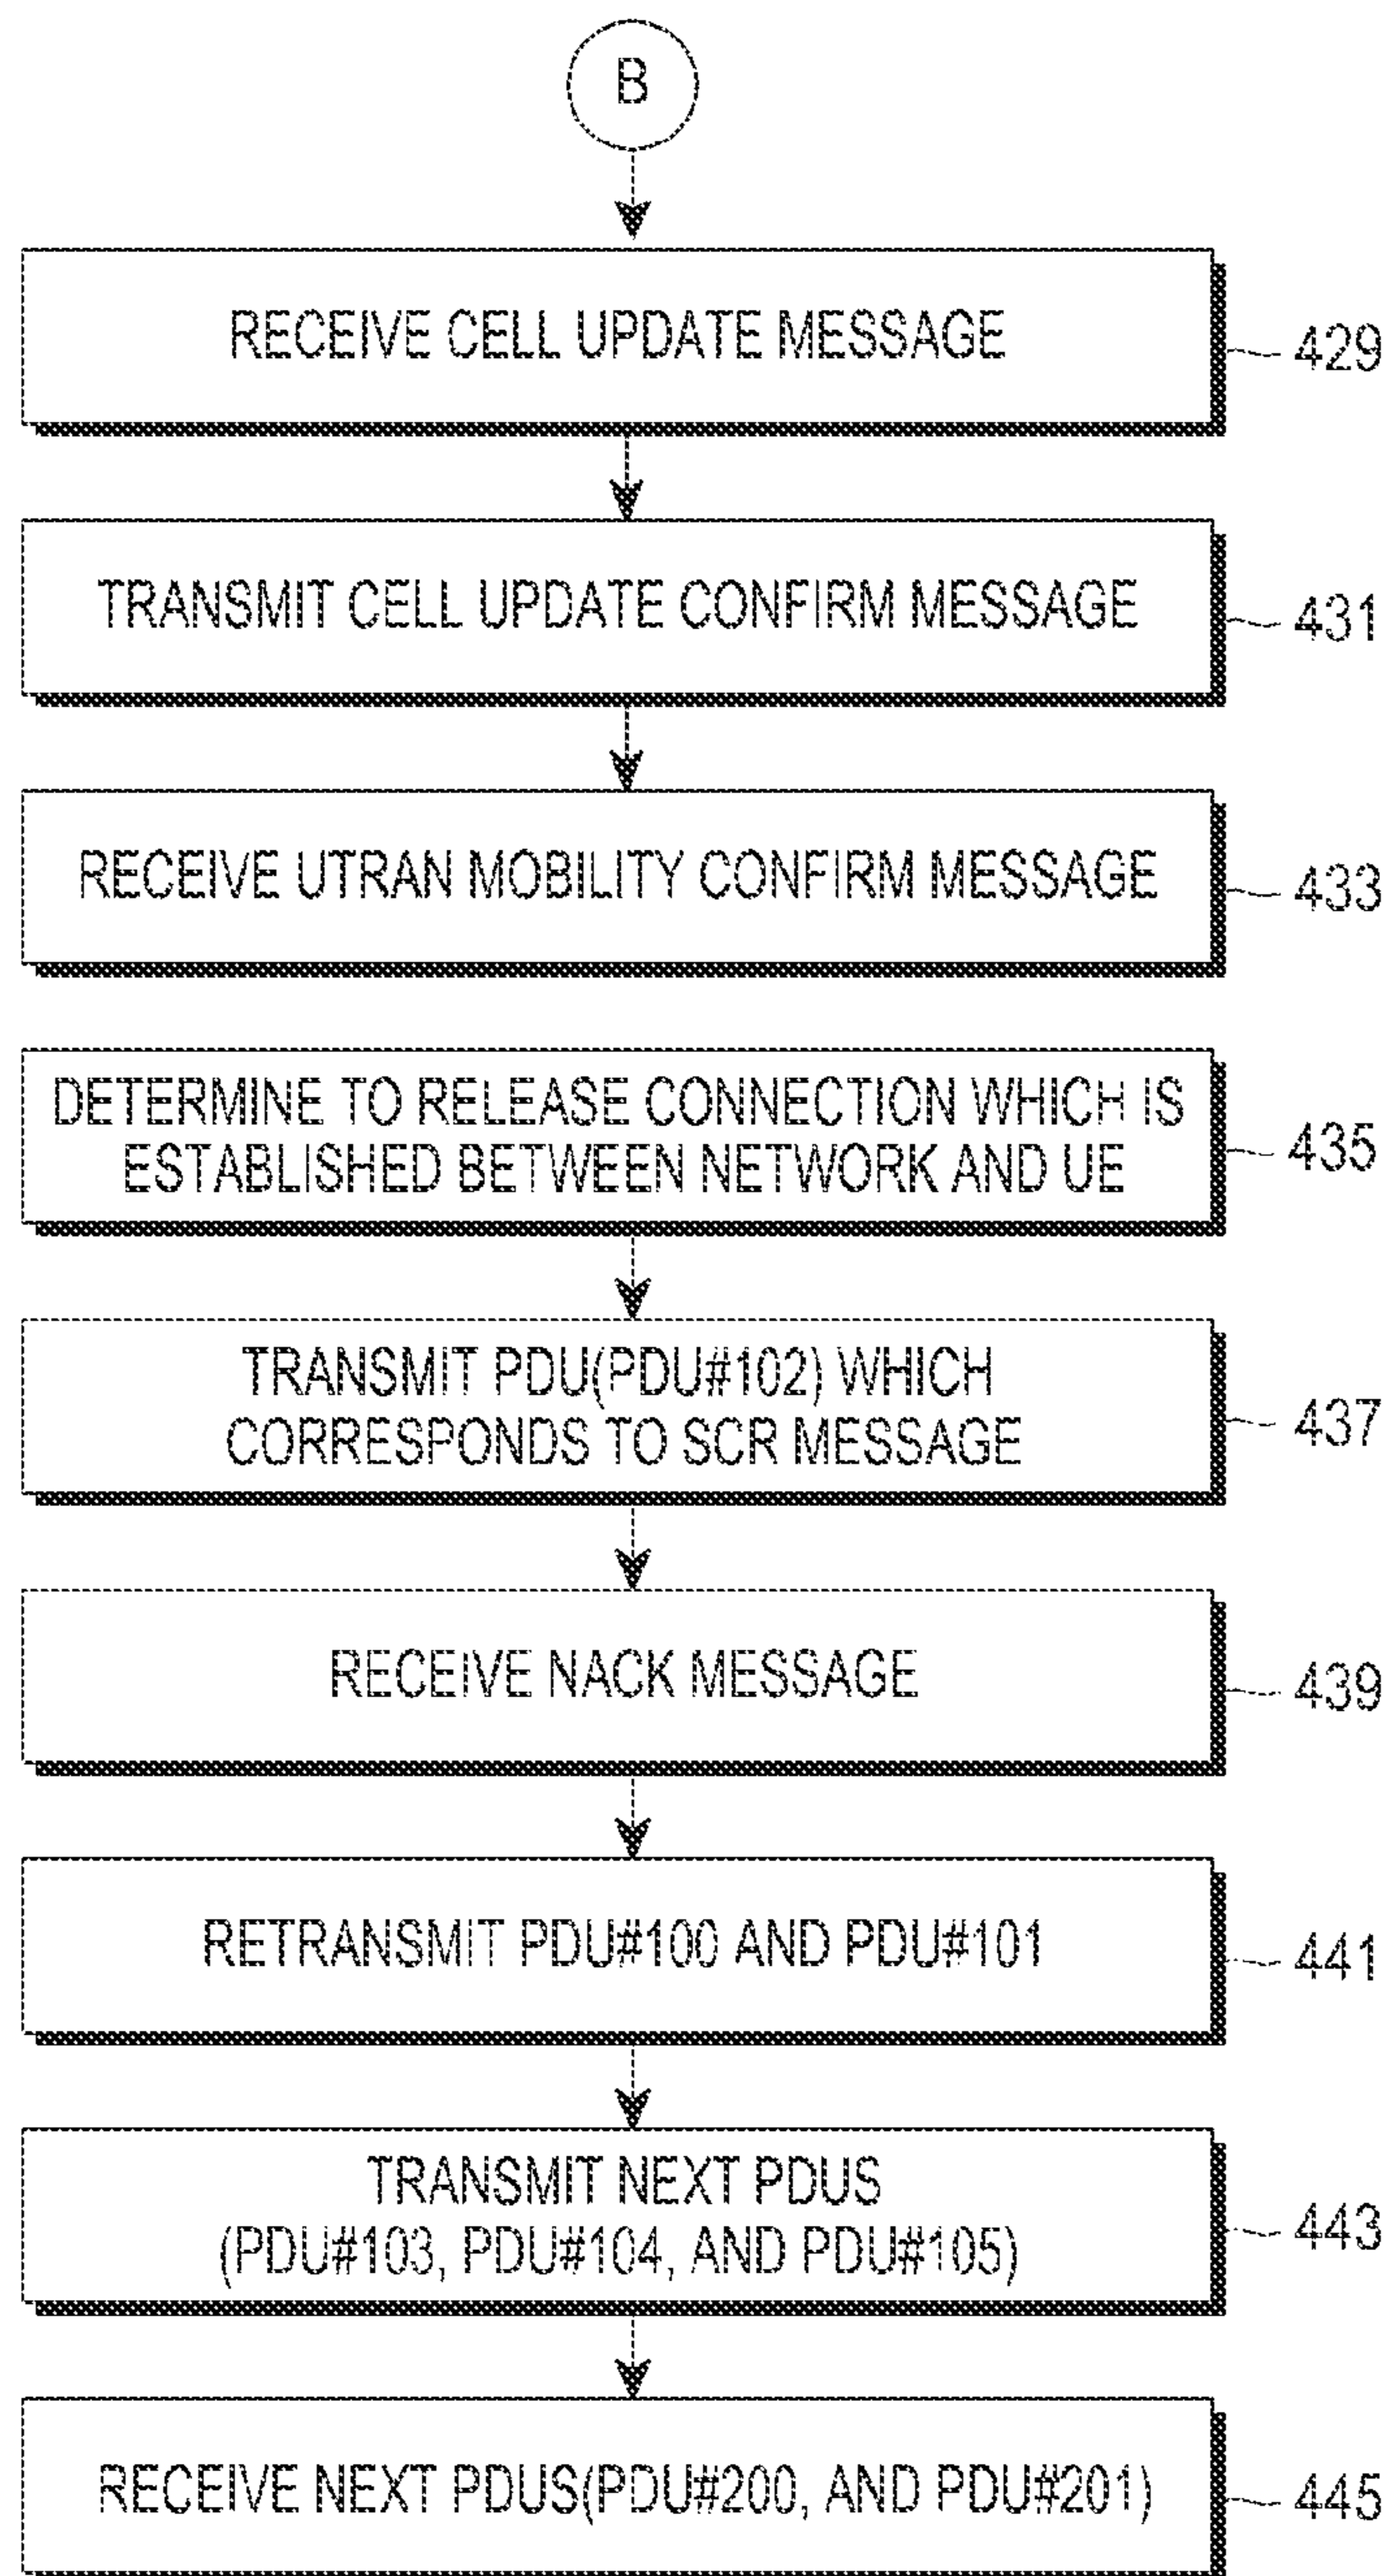 B
RECEIVE CELL UPDATE MESSAGE
429
TRANSMIT CELL UPDATE CONFIRM MESSAGE
431
RECEIVE UTRAN MOBILITY CONFIRM MESSAGE
433
DETERMINE TO RELEASE CONNECTION WHICH IS
ESTABLISHED BETWEEN NETWORK AND UE
435
TRANSMIT PDU(PDU#102) WHICH
CORRESPONDS TO SCR MESSAGE
437
RECEIVE NACK MESSAGE
439
RETRANSMIT PDU#100 AND PDU#101
441
TRANSMIT NEXT PDUS
(PDU#103, PDU#104, AND PDU#105)
443
RECEIVE NEXT PDUS(PDU#200, AND PDU#201)
445